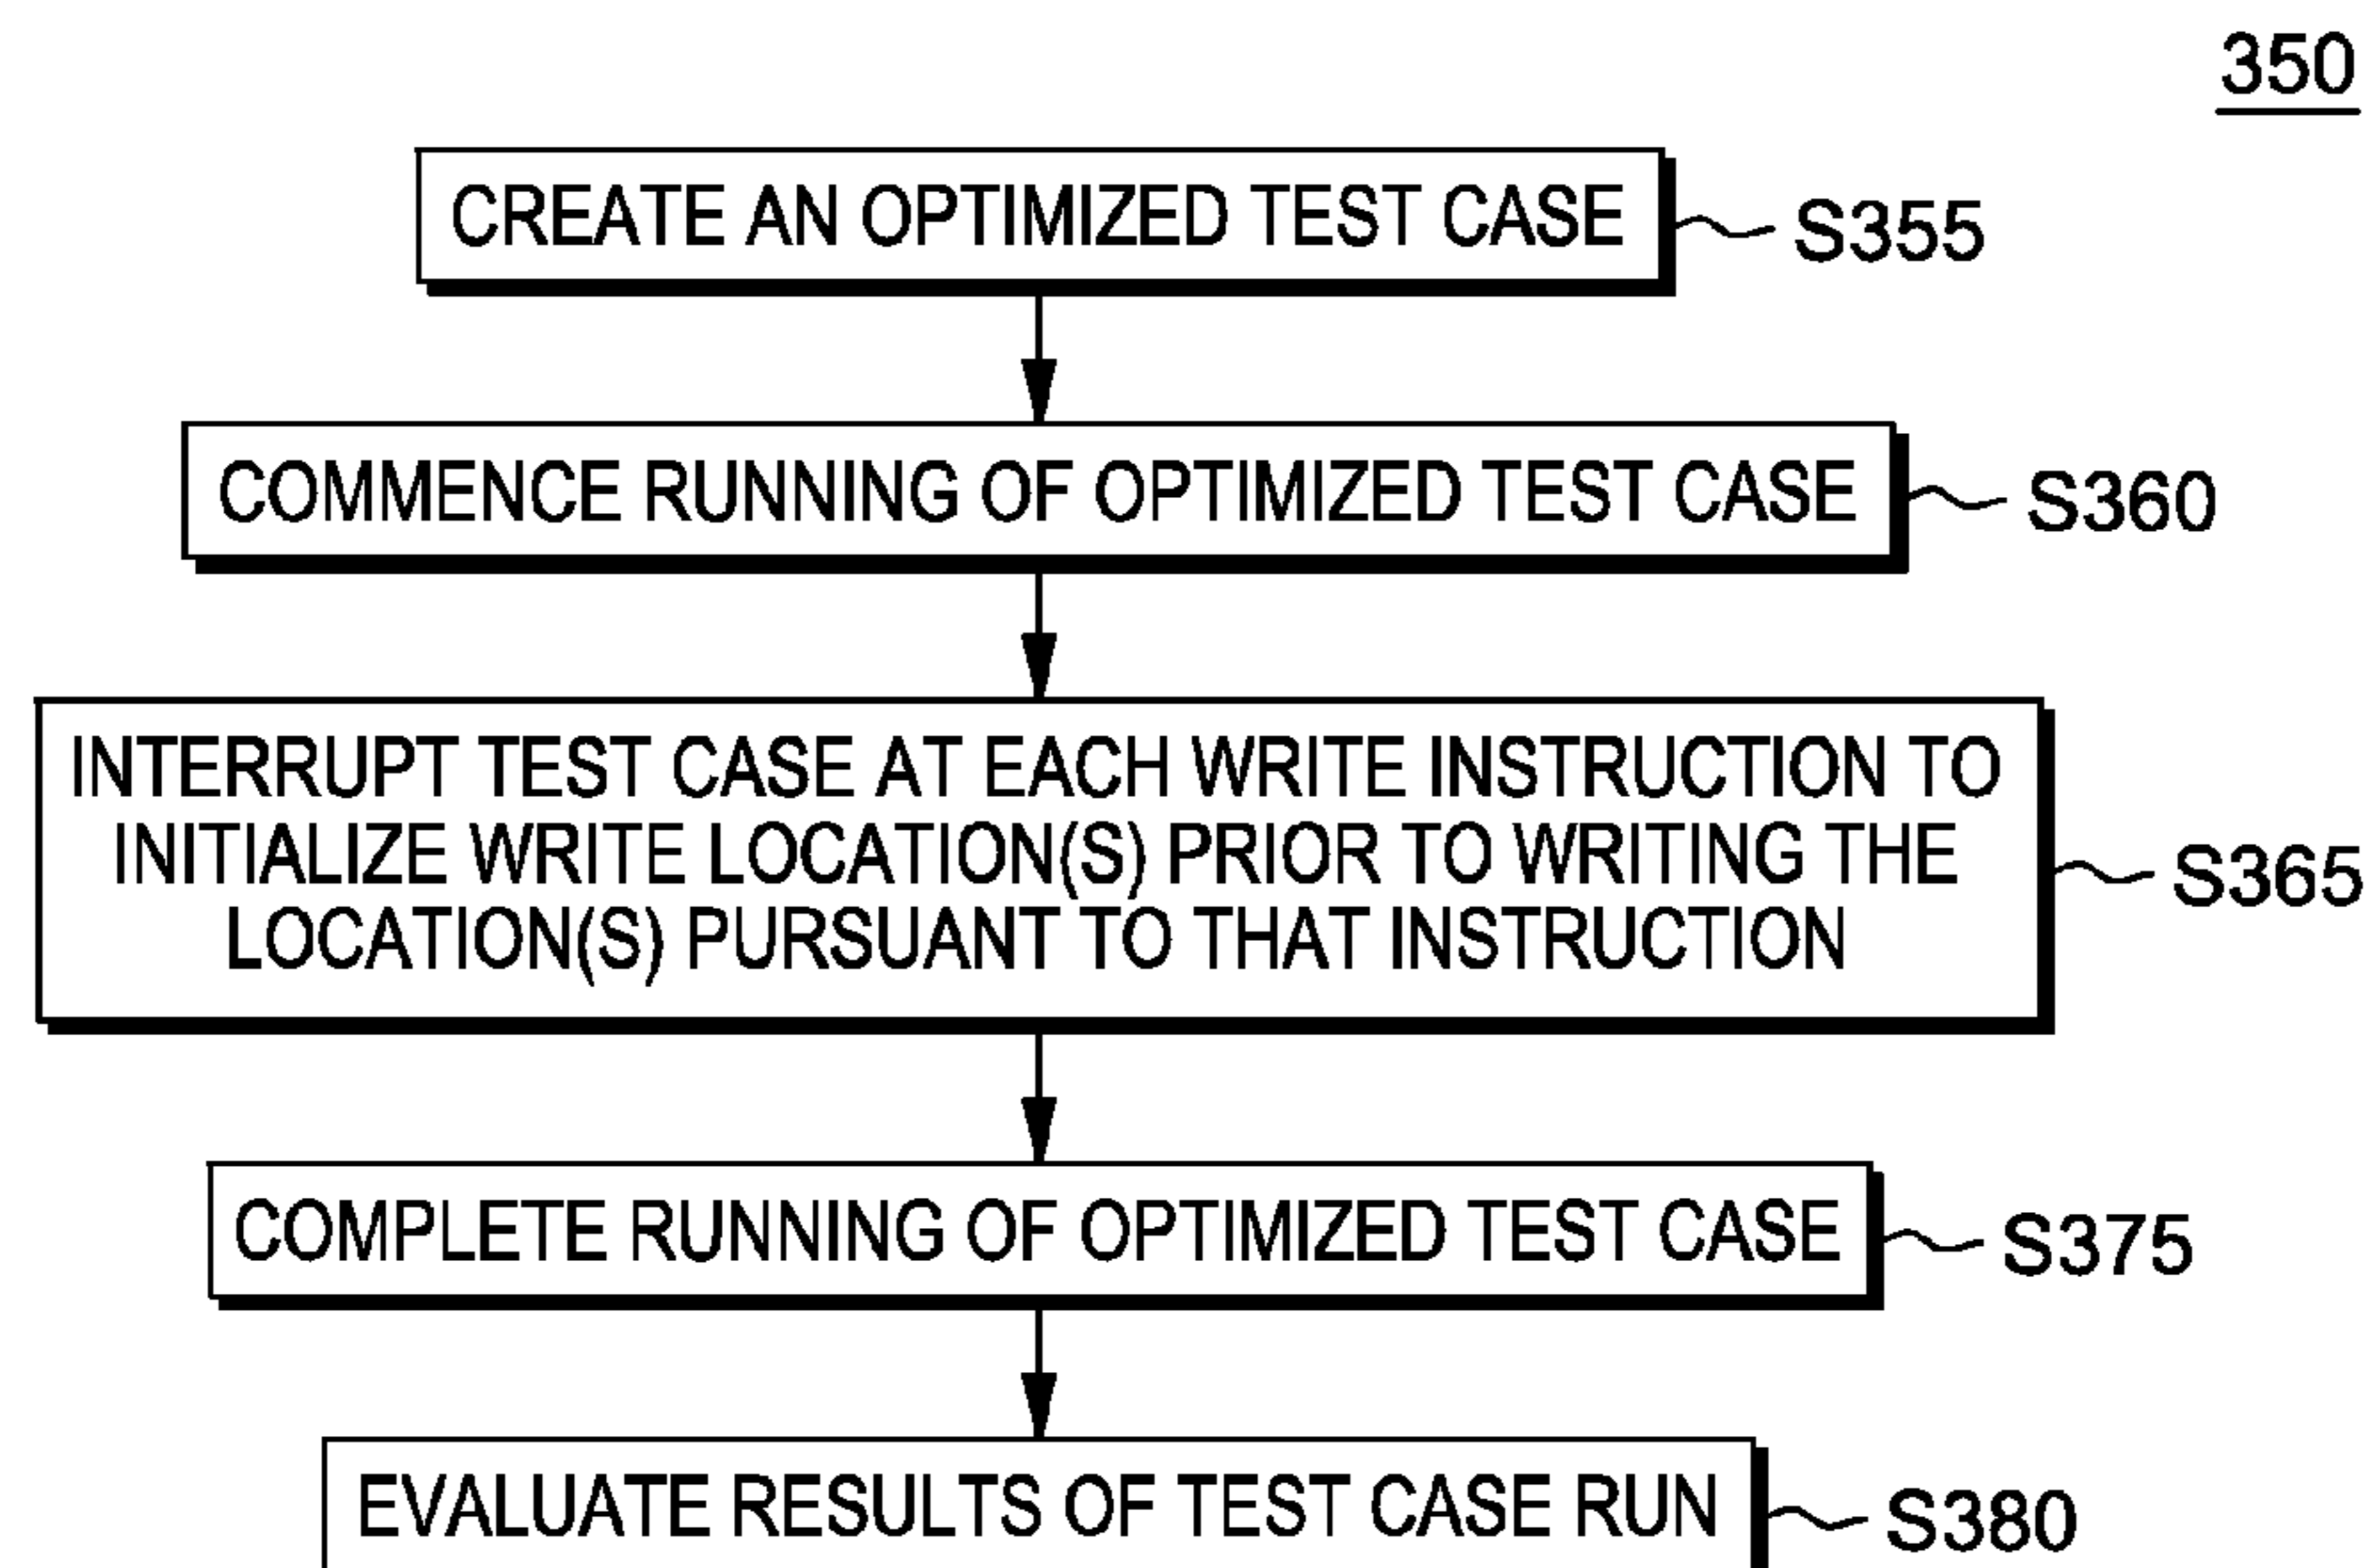 350
CREATE AN OPTIMIZED TEST CASE
S355
COMMENCE RUNNING OF OPTIMIZED TEST CASE
S360
INTERRUPT TEST CASE AT EACH WRITE INSTRUCTION TO
INITIALIZE WRITE LOCATION(S) PRIOR TO WRITING THE
LOCATION(S) PURSUANT TO THAT INSTRUCTION
S365
COMPLETE RUNNING OF OPTIMIZED TEST CASE
S375
EVALUATE RESULTS OF TEST CASE RUN
S380